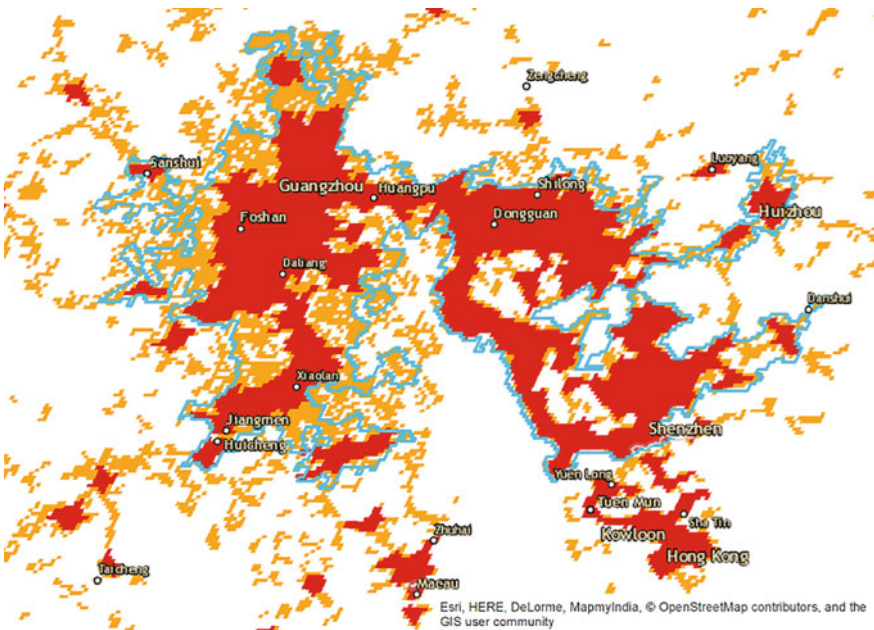 Zengcheng
Sanshui
Luoyang
Guangzhou
Huangpu
Shilong
Foshan
Dongguan
Huizhou
Daliang
Danshui
Xiaolan
Jiangmen
Huicheng
Shenzhen
Yuen Long
Tuen Mun
Sha Tin
Kowloon
Zhuhai
Hong Kong
Taicheng
Macau
Esri, HERE, DeLorme, MapmyIndia, © OpenStreetMap contributors, and the
GIS user community